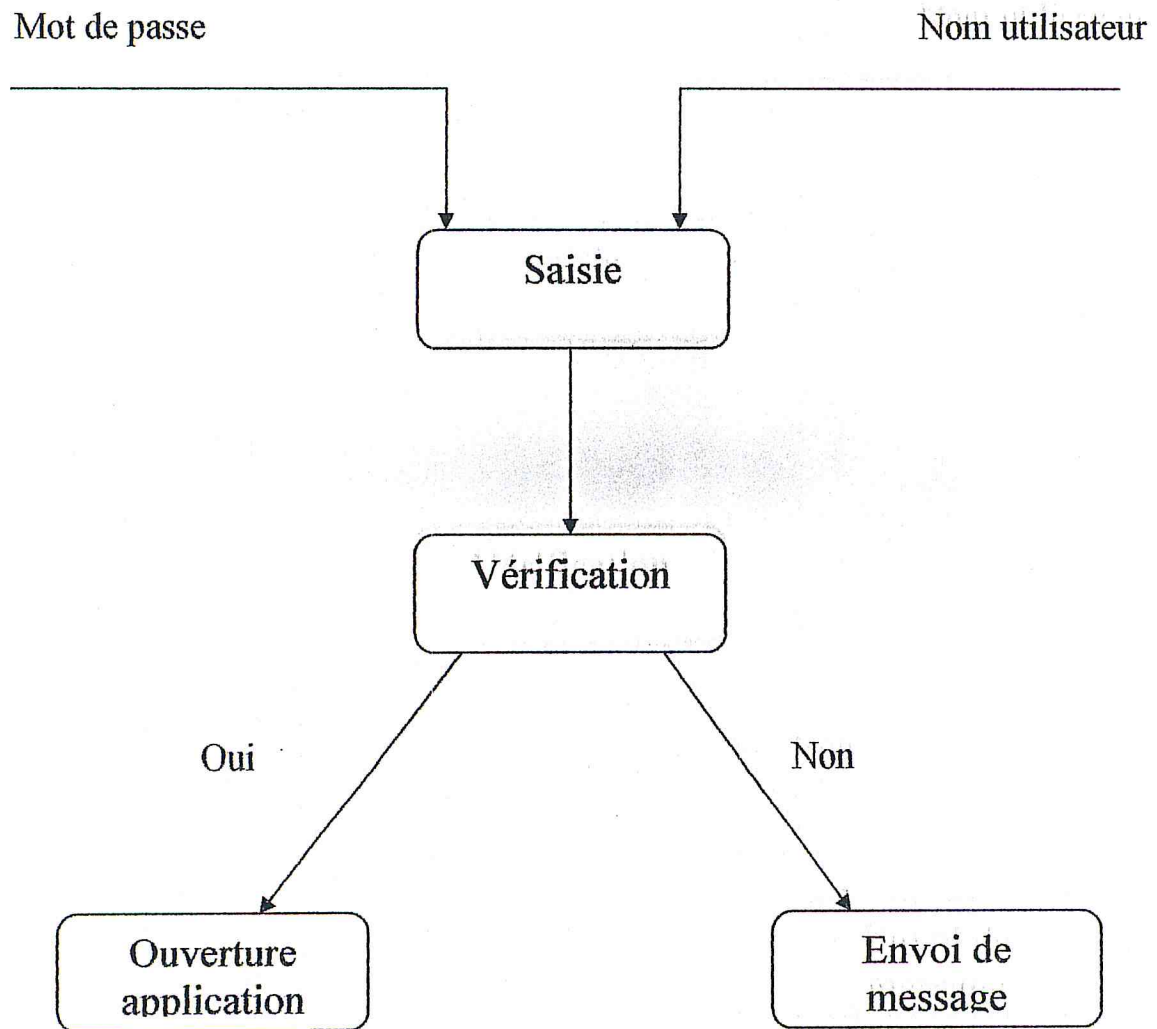 Mot de passe
Nom utilisateur
Saisie
Vérification
Oui
Non
Ouverture
application
Envoi de
message